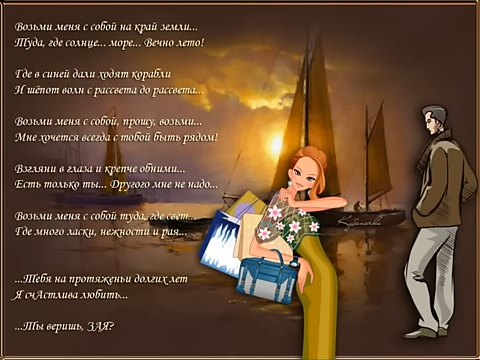 Возьми меня с собой на край земли...
Туда, где солнце... море... Вечно лето!
Где в синей дали ходят корабли
И шёпот волн с рассвета до рассвета...
Возьми меня с собой, прошу, возьми...
Мне хочется всегда с тобой быть рядом!
Взгляни в глаза и крепче обними...
Есть только ты... Другого мне не надо...
Возьми меня с собой туда, где свет...
Где много ласки, нежности и рая...
...Тебя на протяженьи долгих лет
Я счАстлива любить...
...Ты веришь, ЗАЯ?